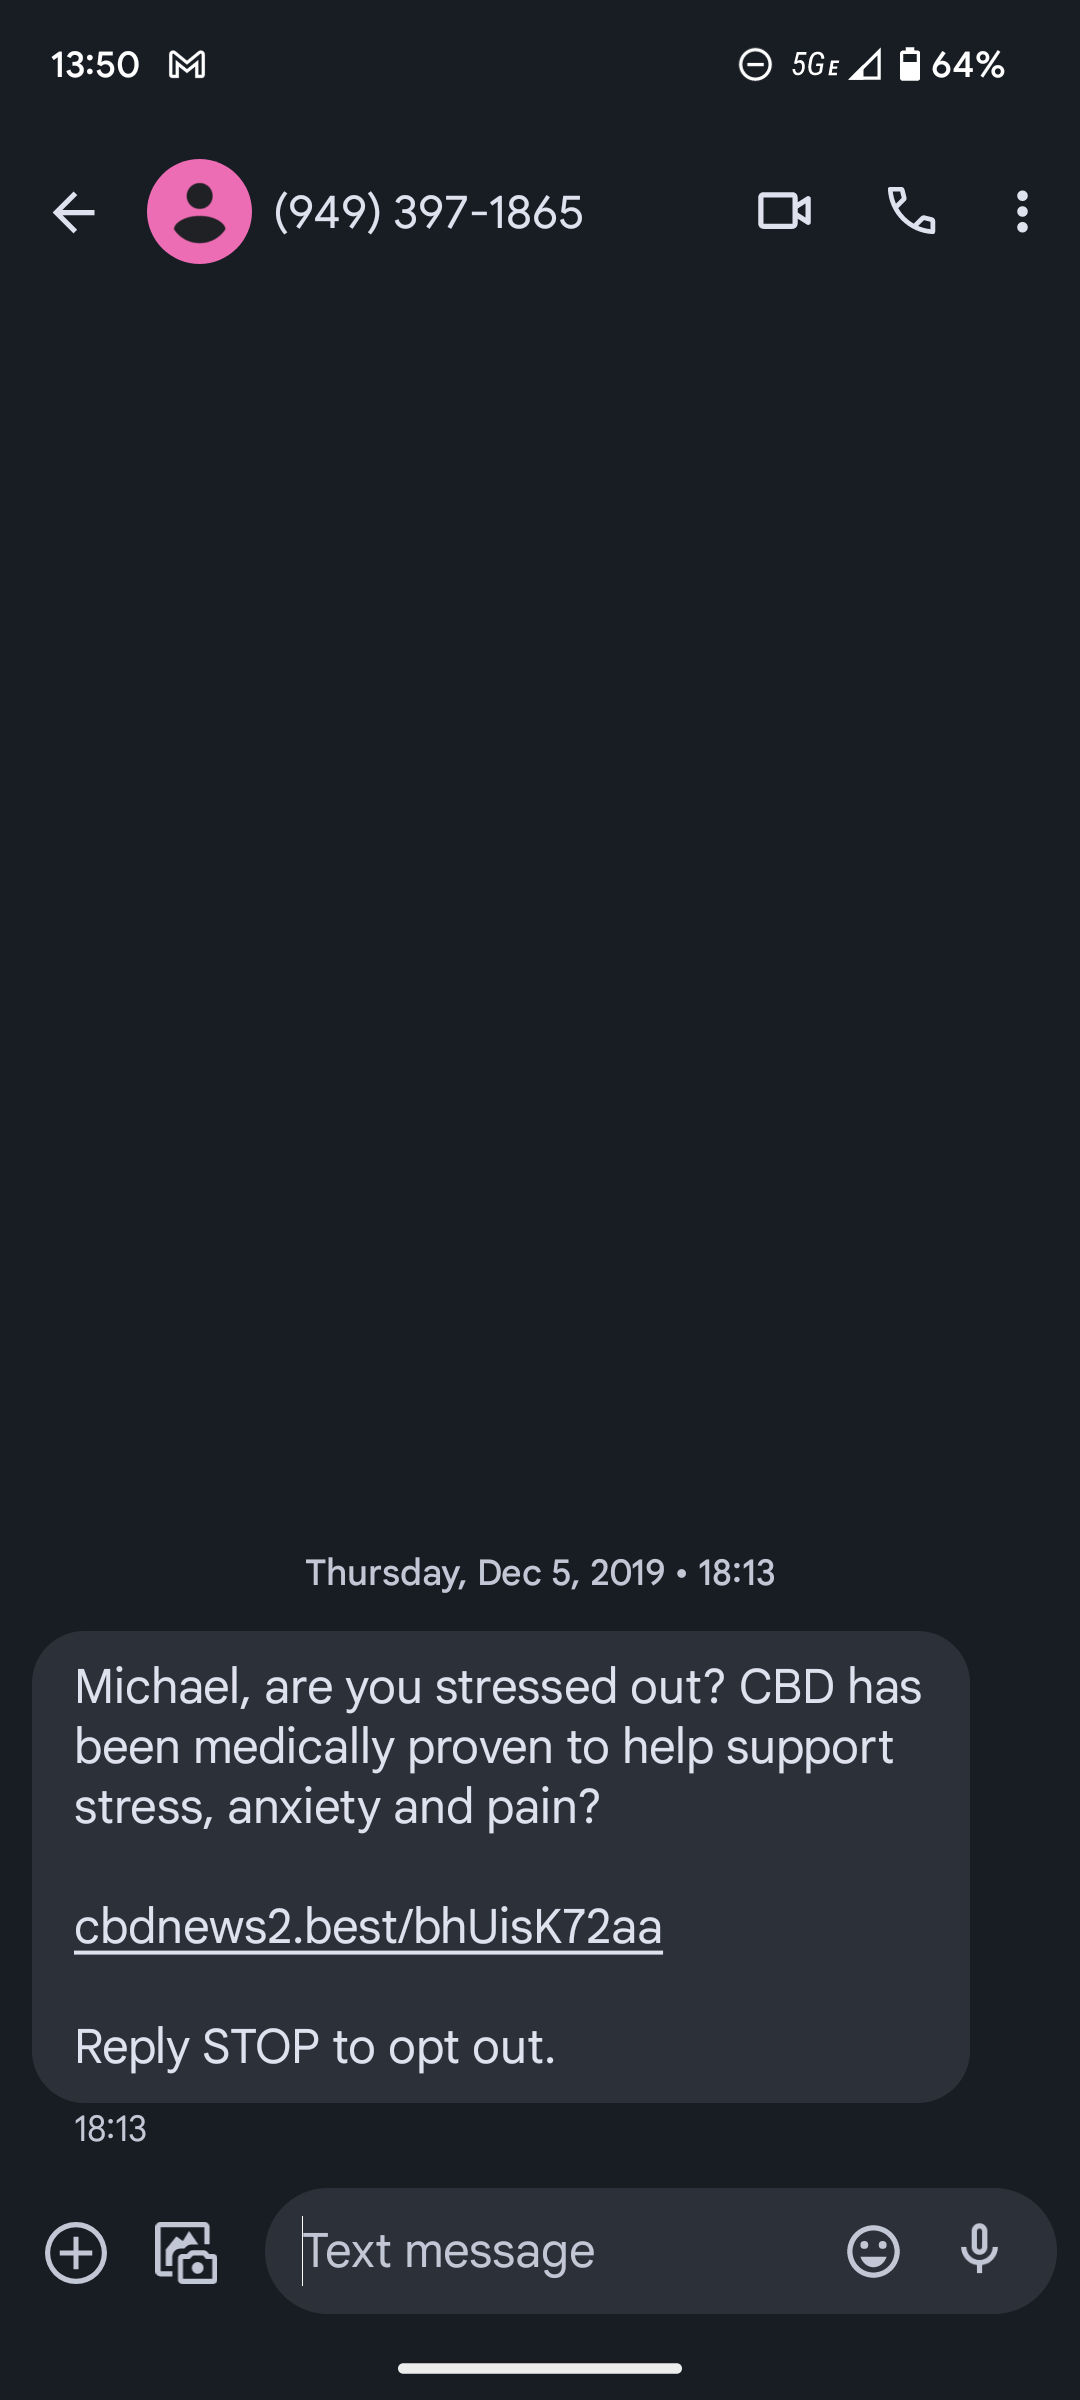 13:50
5GE 64%
(949) 397-1865
Thursday, Dec 5, 2019 • 18:13
Michael, are you stressed out? CBD has
been medically proven to help support
stress, anxiety and pain?
cbdnews2.best/bhUisK72aa
Reply STOP to opt out.
18:13
Text message